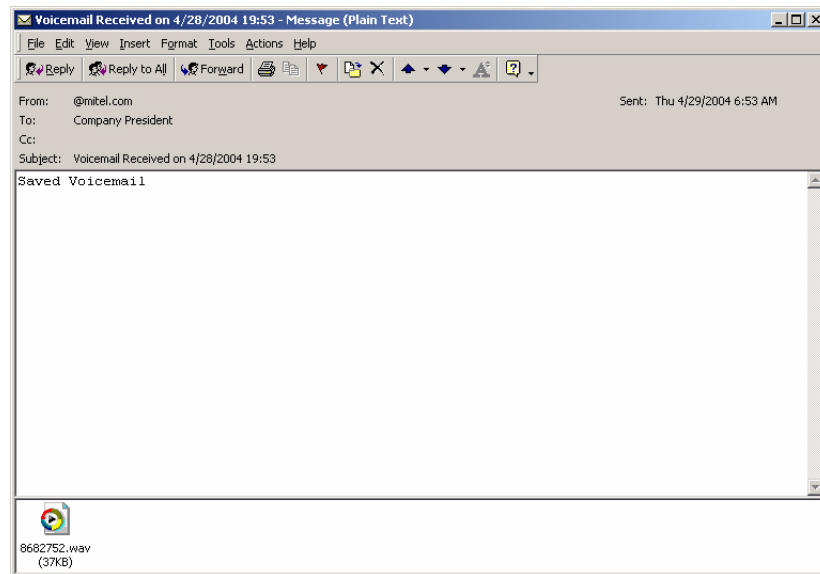 Voicemail Received on 4/28/2004 19:53 - Message (Plain Text)
File Edit View Insert Format Tools Actions Help
Reply Reply to All Forward
From: @mitel.com Sent: Thu 4/29/2004 6:53 AM
To: Company President
Cc:
Subject: Voicemail Received on 4/28/2004 19:53
Saved Voicemail
8682752.wav
(37KB)